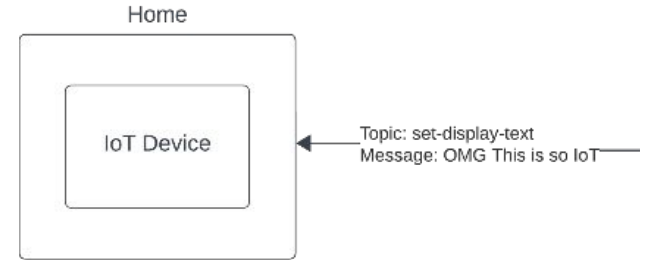 Home
IoT Device
Topic: set-display-text
Message: OMG This is so IoT